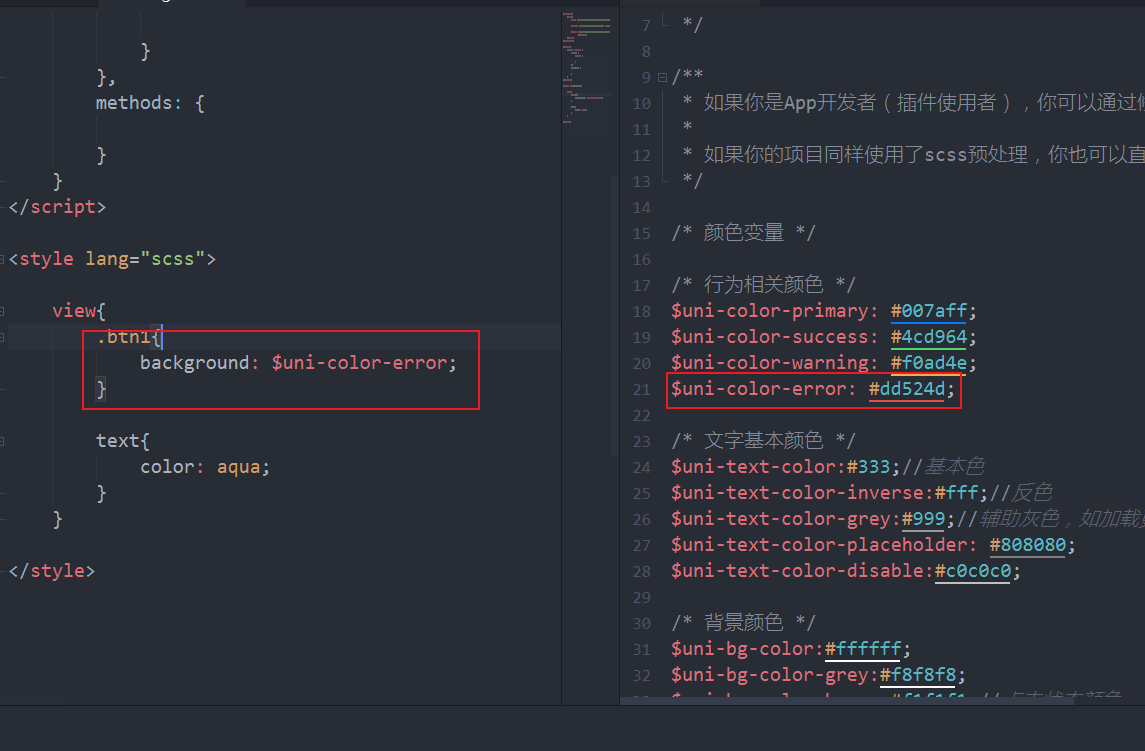 }
},
methods: {
}
}
</script>
<style lang="scss">
view{
.btn1{
background: $uni-color-error;
}
text{
color: aqua;
}
}
</style>
7 */
8
9 /**
10 * 如果你是App开发者（插件使用者），你可以通过
11 *
12 * 如果你的项目同样使用了scss预处理，你也可以直
13 */
14
15 /* 颜色变量 */
16
17 /* 行为相关颜色 */
18 $uni-color-primary: #007aff;
19 $uni-color-success: #4cd964;
20 $uni-color-warning: #f0ad4e;
21 $uni-color-error: #dd524d;
22
23 /* 文字基本颜色 */
24 $uni-text-color:#333;//基本色
25 $uni-text-color-inverse:#fff;//反色
26 $uni-text-color-grey:#999;//辅助灰色，如加载
27 $uni-text-color-placeholder: #808080;
28 $uni-text-color-disable:#c0c0c0;
29
30 /* 背景颜色 */
31 $uni-bg-color:#ffffff;
32 $uni-bg-color-grey:#f8f8f8;